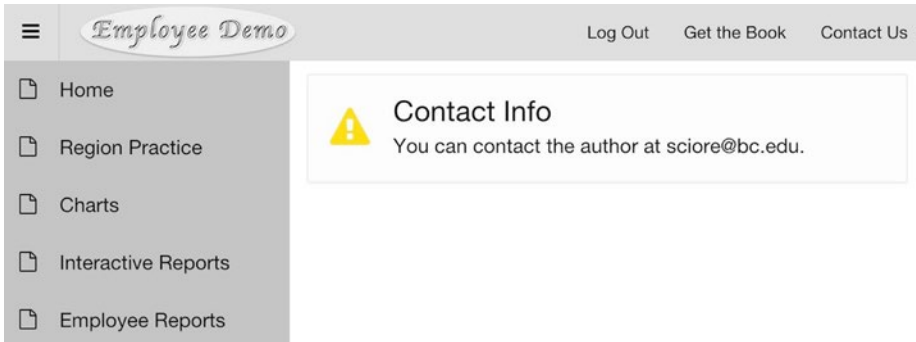 Employee Demo
Log Out Get the Book Contact Us
Home
Region Practice
Charts
Interactive Reports
Employee Reports
Contact Info
You can contact the author at sciore@bc.edu.